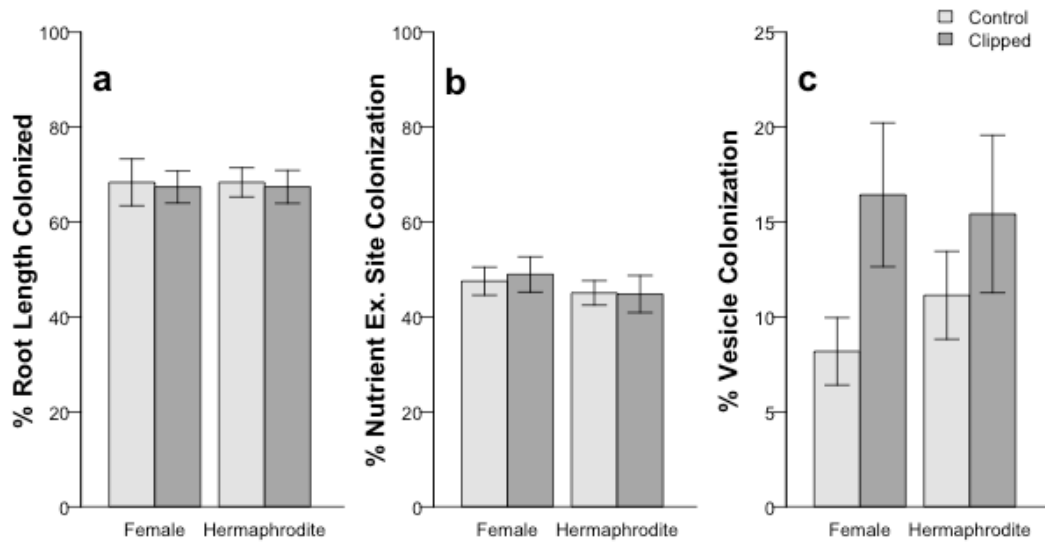 Control
Clipped
a
% Root Length Colonized
100
80
60
40
20
0
Female Hermaphrodite
b
% Nutrient Ex. Site Colonization
100
80
60
40
20
0
Female Hermaphrodite
c
% Vesicle Colonization
25
20
15
10
5
0
Female Hermaphrodite